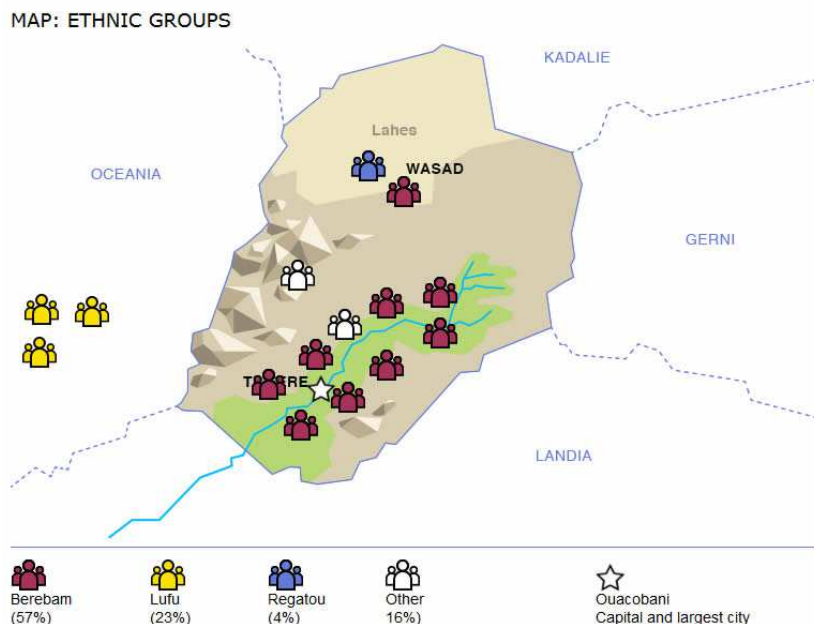 MAP: ETHNIC GROUPS
KADALIE
Lahes
OCEANIA
WASAD
GERNI
LANDIA
Berebam
(57%)
Lufu
(23%)
Regatou
(4%)
Other
16%)
Ouacobani
Capital and largest city